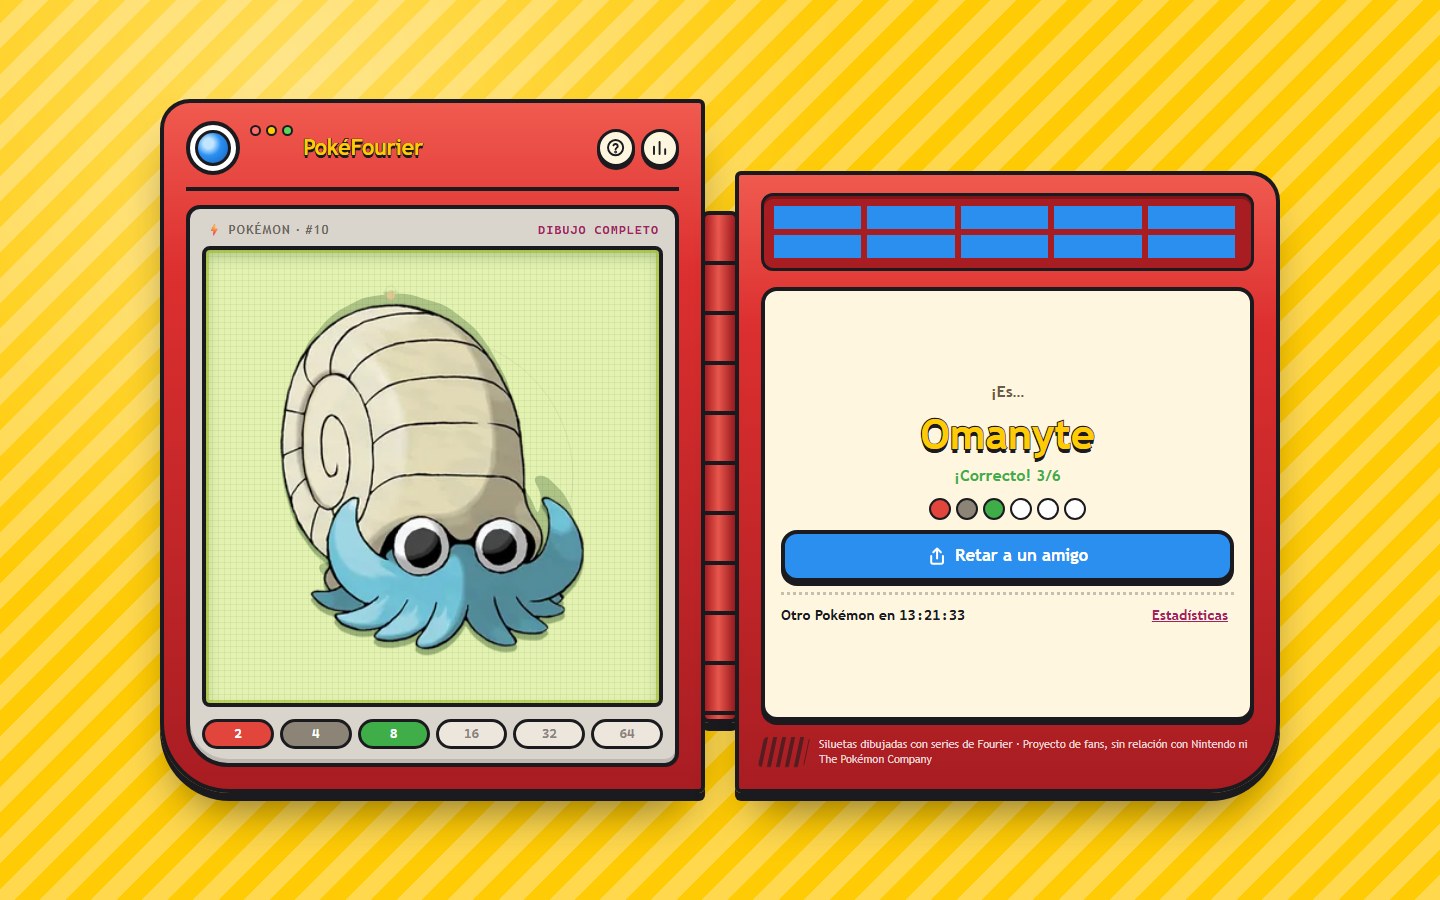 PokéFourier
POKÉMON · #10
DIBUJO COMPLETO
2 4 8 16 32 64
¡Es...
Omanyte
¡Correcto! 3/6
Retar a un amigo
Otro Pokémon en 13:21:33
Estadísticas
Siluetas dibujadas con series de Fourier · Proyecto de fans, sin relación con Nintendo ni
The Pokémon Company